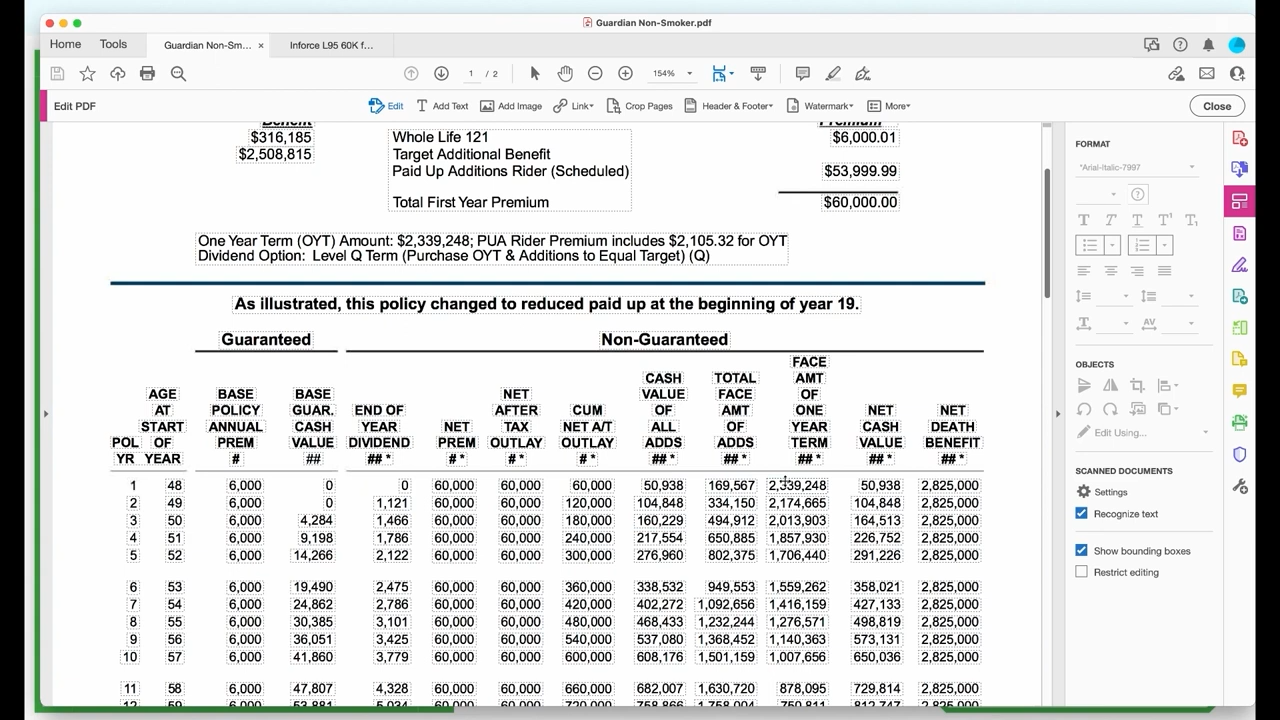 Guardian Non-Smoker.pdf
Home Tools Guardian Non-Sm... × Inforce L95 60K f...
1 / 2 154%
Edit PDF Edit Add Text Add Image Link Crop Pages Header & Footer Watermark More Close
Benefit Premium
$316,185 Whole Life 121 $6,000.01
$2,508,815 Target Additional Benefit
Paid Up Additions Rider (Scheduled) $53,999.99
Total First Year Premium $60,000.00
One Year Term (OYT) Amount: $2,339,248; PUA Rider Premium includes $2,105.32 for OYT
Dividend Option: Level Q Term (Purchase OYT & Additions to Equal Target) (Q)
As illustrated, this policy changed to reduced paid up at the beginning of year 19.
Guaranteed Non-Guaranteed
FACE
CASH TOTAL AMT
AGE BASE VALUE FACE OF
AT BASE GUAR. NET CUM OF AMT ONE NET NET
START POLICY CASH END OF AFTER NET A/T ALL OF YEAR CASH DEATH
POL OF ANNUAL VALUE YEAR NET TAX OUTLAY ADDS ADDS TERM VALUE BENEFIT
YR YEAR PREM ## DIVIDEND PREM OUTLAY # * ## * ## * ## * ## * ## *
# ## * # * # *
1 48 6,000 0 0 60,000 60,000 60,000 50,938 169,567 2,339,248 50,938 2,825,000
2 49 6,000 0 1,121 60,000 60,000 120,000 104,848 334,150 2,174,665 104,848 2,825,000
3 50 6,000 4,284 1,466 60,000 60,000 180,000 160,229 494,912 2,013,903 164,513 2,825,000
4 51 6,000 9,198 1,786 60,000 60,000 240,000 217,554 650,885 1,857,930 226,752 2,825,000
5 52 6,000 14,266 2,122 60,000 60,000 300,000 276,960 802,375 1,706,440 291,226 2,825,000
6 53 6,000 19,490 2,475 60,000 60,000 360,000 338,532 949,553 1,559,262 358,021 2,825,000
7 54 6,000 24,862 2,786 60,000 60,000 420,000 402,272 1,092,656 1,416,159 427,133 2,825,000
8 55 6,000 30,385 3,101 60,000 60,000 480,000 468,433 1,232,244 1,276,571 498,819 2,825,000
9 56 6,000 36,051 3,425 60,000 60,000 540,000 537,080 1,368,452 1,140,363 573,131 2,825,000
10 57 6,000 41,860 3,779 60,000 60,000 600,000 608,176 1,501,159 1,007,656 650,036 2,825,000
11 58 6,000 47,807 4,328 60,000 60,000 660,000 682,007 1,630,720 878,095 729,814 2,825,000
FORMAT
*Arial-Italic-7997
OBJECTS
Edit Using...
SCANNED DOCUMENTS
Settings
Recognize text
Show bounding boxes
Restrict editing